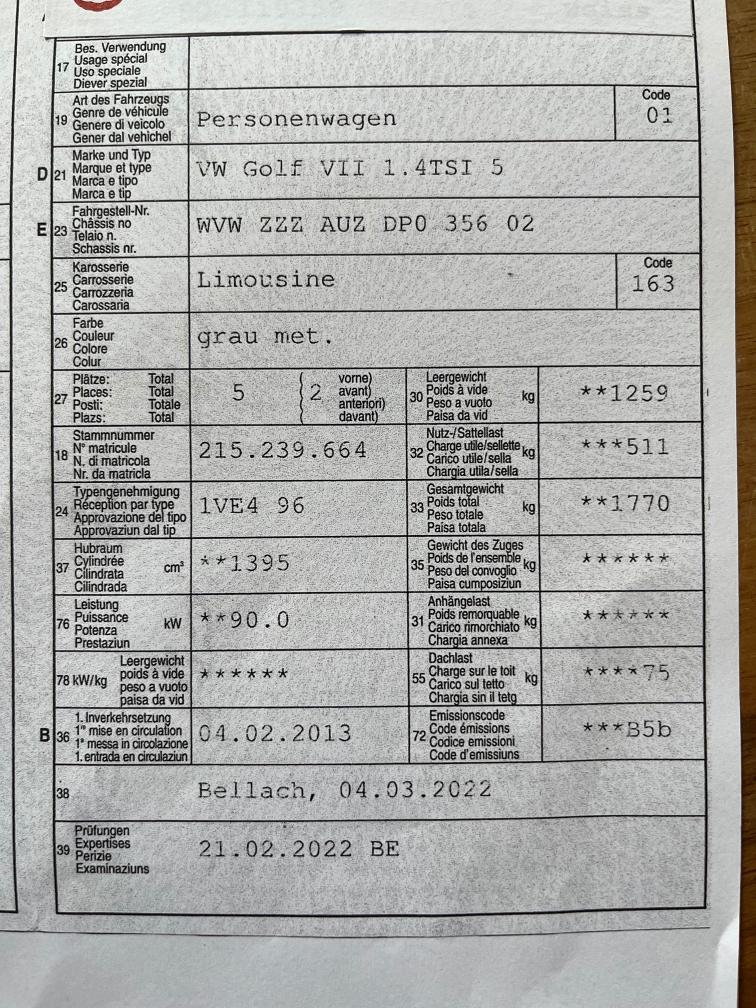 17 Bes. Verwendung
Usage spécial
Uso speciale
Diever spezial
19 Art des Fahrzeugs
Genre de véhicule
Genere di veicolo
Gener dal vehichel
Personenwagen
Code
01
D 21 Marke und Typ
Marque et type
Marca e tipo
Marca e tip
VW Golf VII 1.4TSI 5
E 23 Fahrgestell-Nr.
Châssis no
Telaio n.
Schassis nr.
WVW ZZZ AUZ DP0 356 02
25 Karosserie
Carrosserie
Carrozzeria
Carossaria
Limousine
Code
163
26 Farbe
Couleur
Colore
Colur
grau met.
27 Plätze: Total
Places: Total
Posti: Totale
Plazs: Total
5 ( 2 vorne)
avant)
anteriori)
davant)
30 Leergewicht
Poids à vide
Peso a vuoto
Paisa da vid
kg
**1259
18 Stammnummer
N° matricule
N. di matricola
Nr. da matricla
215.239.664
32 Nutz-/Sattellast
Charge utile/sellette
Carico utile/sella
Chargia utila/sella
kg
***511
24 Typengenehmigung
Réception par type
Approvazione del tipo
Approvaziun dal tip
1VE4 96
33 Gesamtgewicht
Poids total
Peso totale
Paisa totala
kg
**1770
37 Hubraum
Cylindrée
Cilindrata
Cilindrada
cm³
**1395
35 Gewicht des Zuges
Poids de l'ensemble
Peso del convoglio
Paisa cumposiziun
kg
******
76 Leistung
Puissance
Potenza
Prestaziun
kW
**90.0
31 Anhängelast
Poids remorquable
Carico rimorchiato
Chargia annexa
kg
******
78 kW/kg Leergewicht
poids à vide
peso a vuoto
paisa da vid
******
55 Dachlast
Charge sur le toit
Carico sul tetto
Chargia sin il tetg
kg
****75
B 36 1. Inverkehrsetzung
1re mise en circulation
1a messa in circolazione
1. entrada en circulaziun
04.02.2013
72 Emissionscode
Code émissions
Codice emissioni
Code d'emissiuns
***B5b
38 Bellach, 04.03.2022
39 Prüfungen
Expertises
Perizie
Examinaziuns
21.02.2022 BE